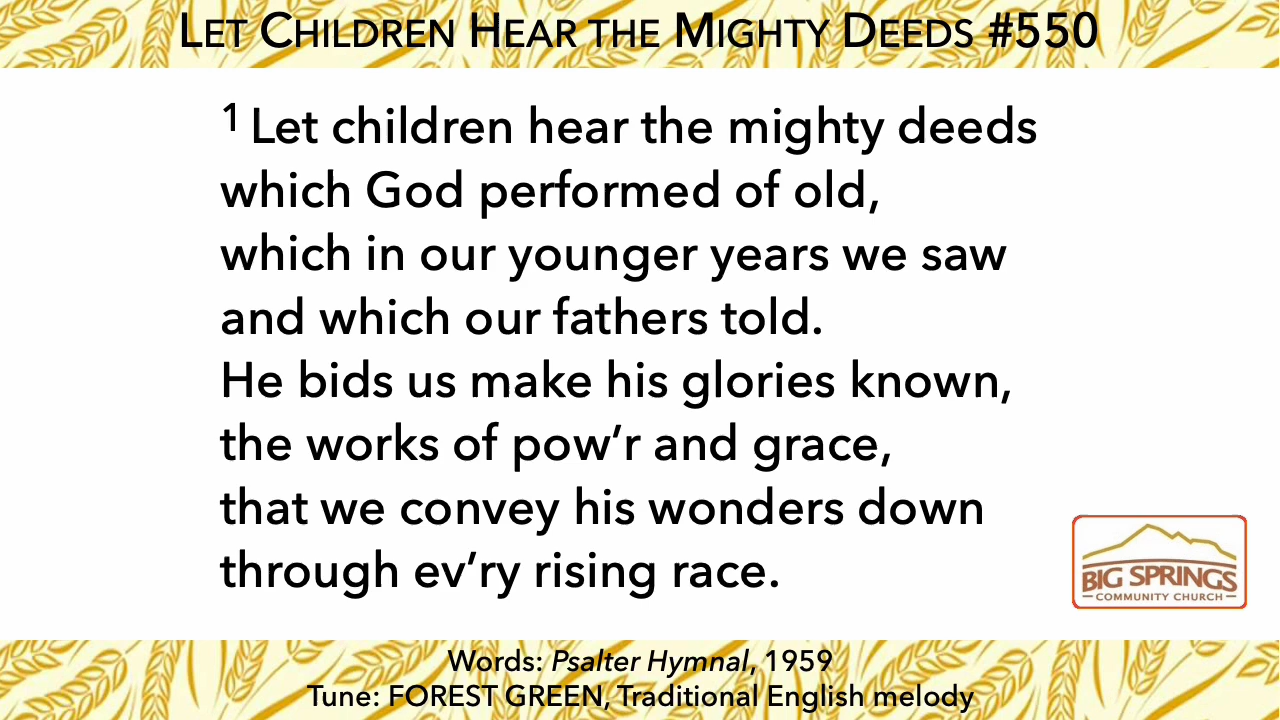 Let Children Hear the Mighty Deeds #550
1 Let children hear the mighty deeds
which God performed of old,
which in our younger years we saw
and which our fathers told.
He bids us make his glories known,
the works of pow’r and grace,
that we convey his wonders down
through ev’ry rising race.
BIG SPRINGS
COMMUNITY CHURCH
Words: Psalter Hymnal, 1959
Tune: FOREST GREEN, Traditional English melody